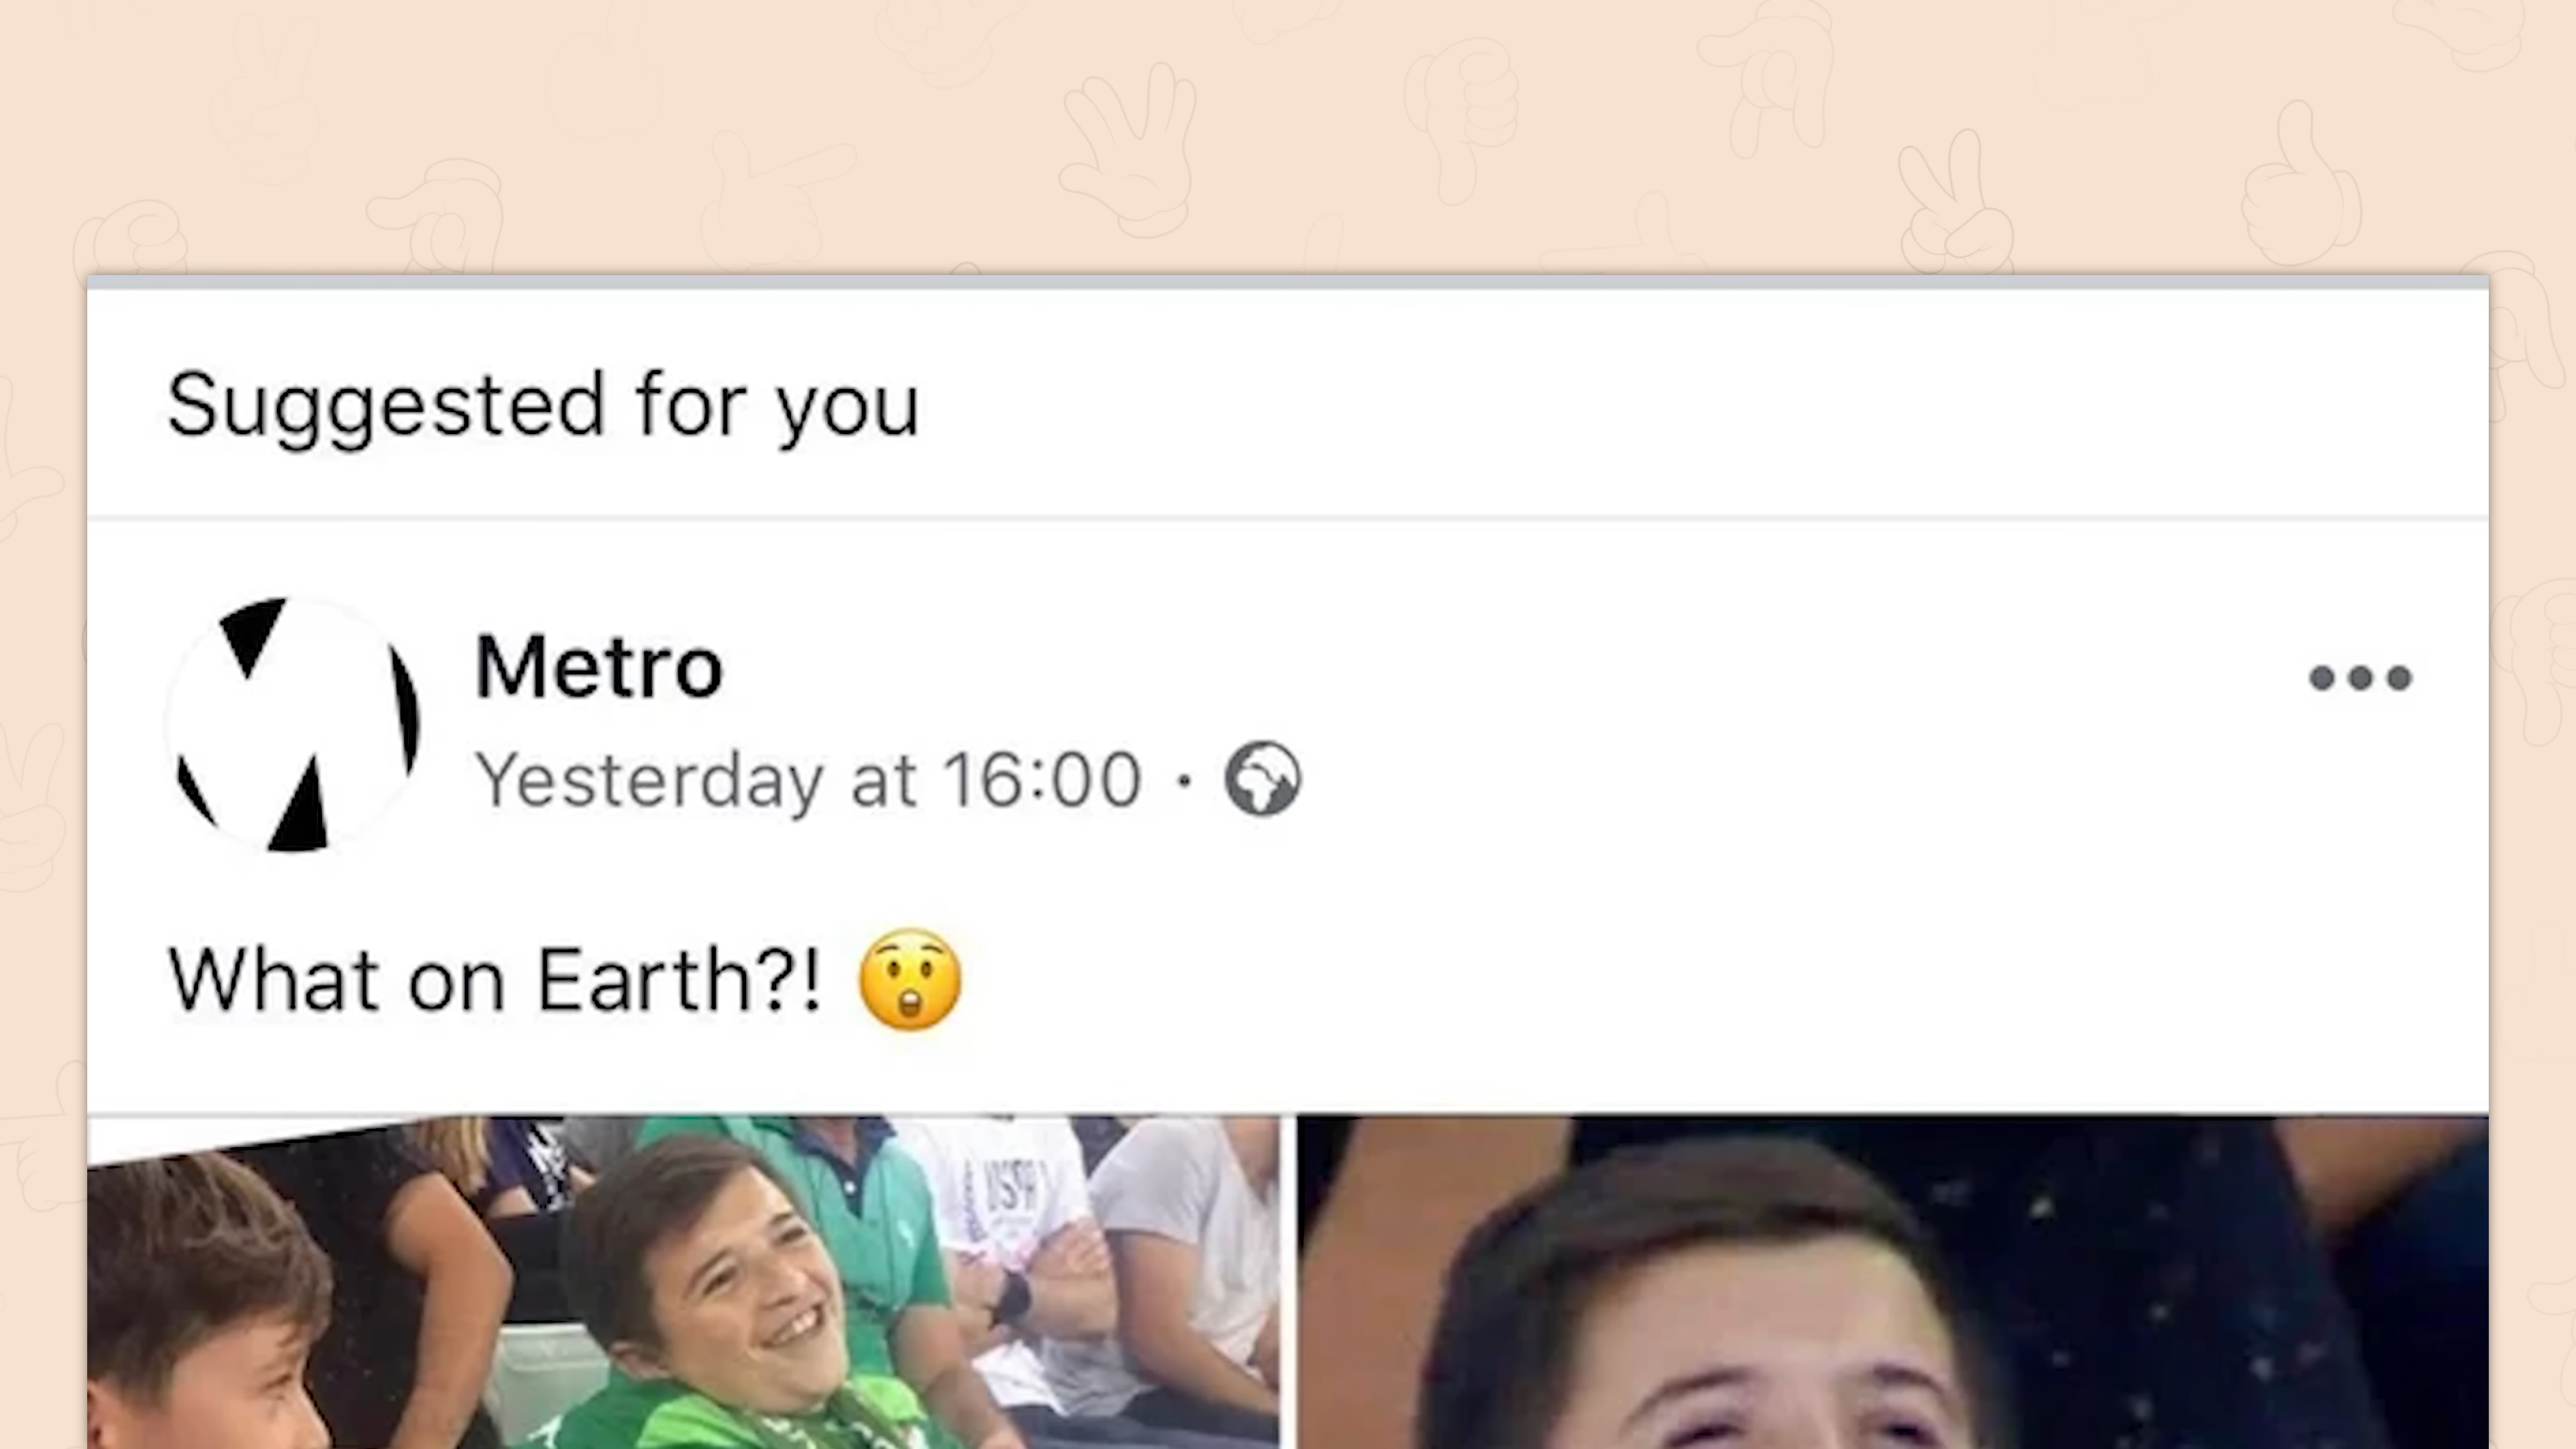 Suggested for you
Metro
Yesterday at 16:00 ·
What on Earth?! 😲